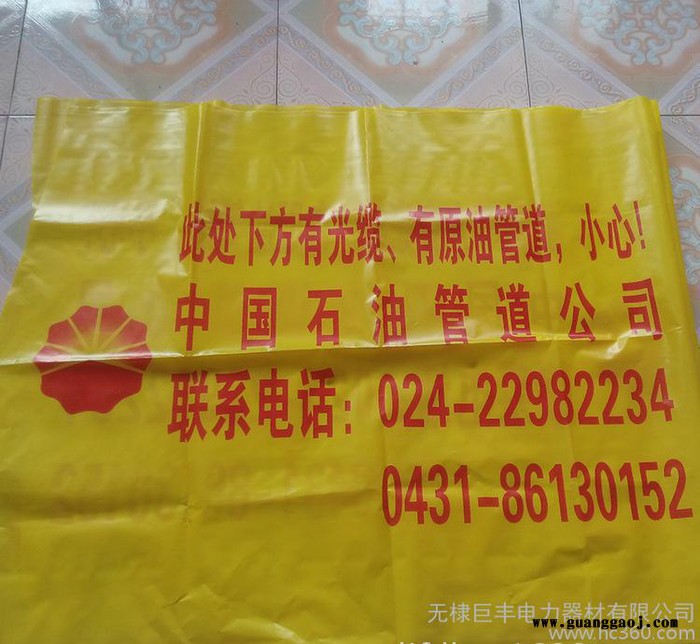 此处下方有光缆、有原油管道，小心！
中国石油管道公司
联系电话：024-22982234
0431-86130152
无棣巨丰电力器材有限公司
www.hc360.com
www.guanggaoj.com